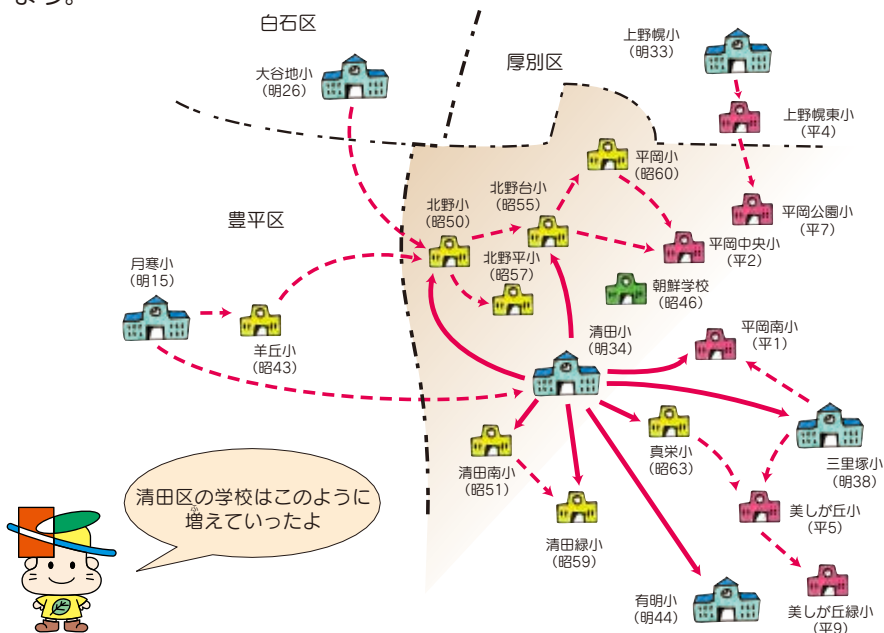 よう。
白石区
厚別区
上野幌小
(明33)
大谷地小
(明26)
上野幌東小
(平4)
平岡小
(昭60)
北野台小
(昭55)
北野小
(昭50)
平岡公園小
(平7)
豊平区
平岡中央小
(平2)
北野平小
(昭57)
月寒小
(明15)
朝鮮学校
(昭46)
清田小
(明34)
平岡南小
(平1)
羊丘小
(昭43)
真栄小
(昭63)
三里塚小
(明38)
清田南小
(昭51)
清田区の学校はこのように
増えていったよ
ふ
美しが丘小
(平5)
清田緑小
(昭59)
有明小
(明44)
美しが丘緑小
(平9)